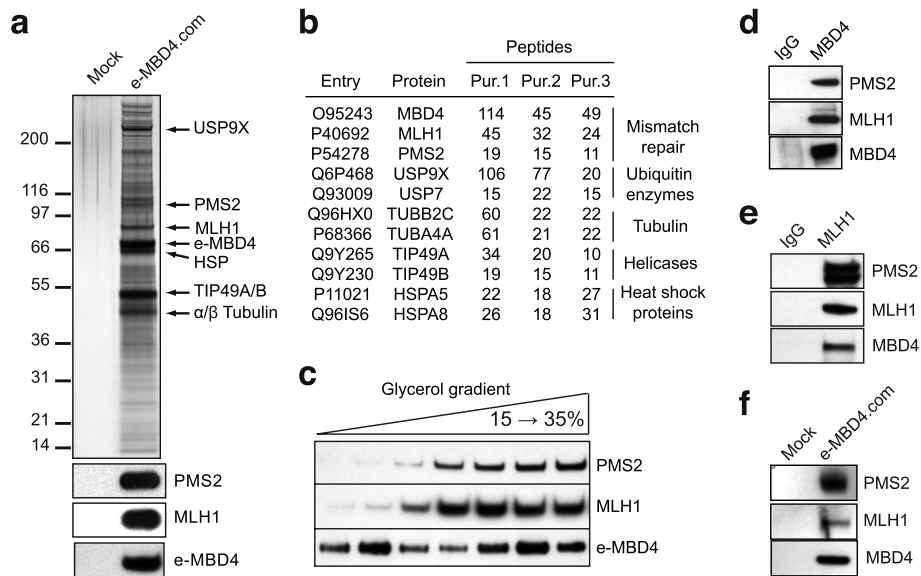 a
Mock
e-MBD4.com
200
116
97
66
55
36
31
21
14
USP9X
PMS2
MLH1
e-MBD4
HSP
TIP49A/B
α/β Tubulin
PMS2
MLH1
e-MBD4
b
Peptides
Entry Protein Pur.1 Pur.2 Pur.3
O95243 MBD4 114 45 49
P40692 MLH1 45 32 24
P54278 PMS2 19 15 11
Mismatch
repair
Q6P468 USP9X 106 77 20
Q93009 USP7 15 22 15
Ubiquitin
enzymes
Q96HX0 TUBB2C 60 22 22
P68366 TUBA4A 61 21 22
Tubulin
Q9Y265 TIP49A 34 20 10
Q9Y230 TIP49B 19 15 11
Helicases
P11021 HSPA5 22 18 27
Q96IS6 HSPA8 26 18 31
Heat shock
proteins
c
Glycerol gradient
15 → 35%
PMS2
MLH1
e-MBD4
d
IgG
MBD4
PMS2
MLH1
MBD4
e
IgG
MLH1
PMS2
MLH1
MBD4
f
Mock
e-MBD4.com
PMS2
MLH1
MBD4